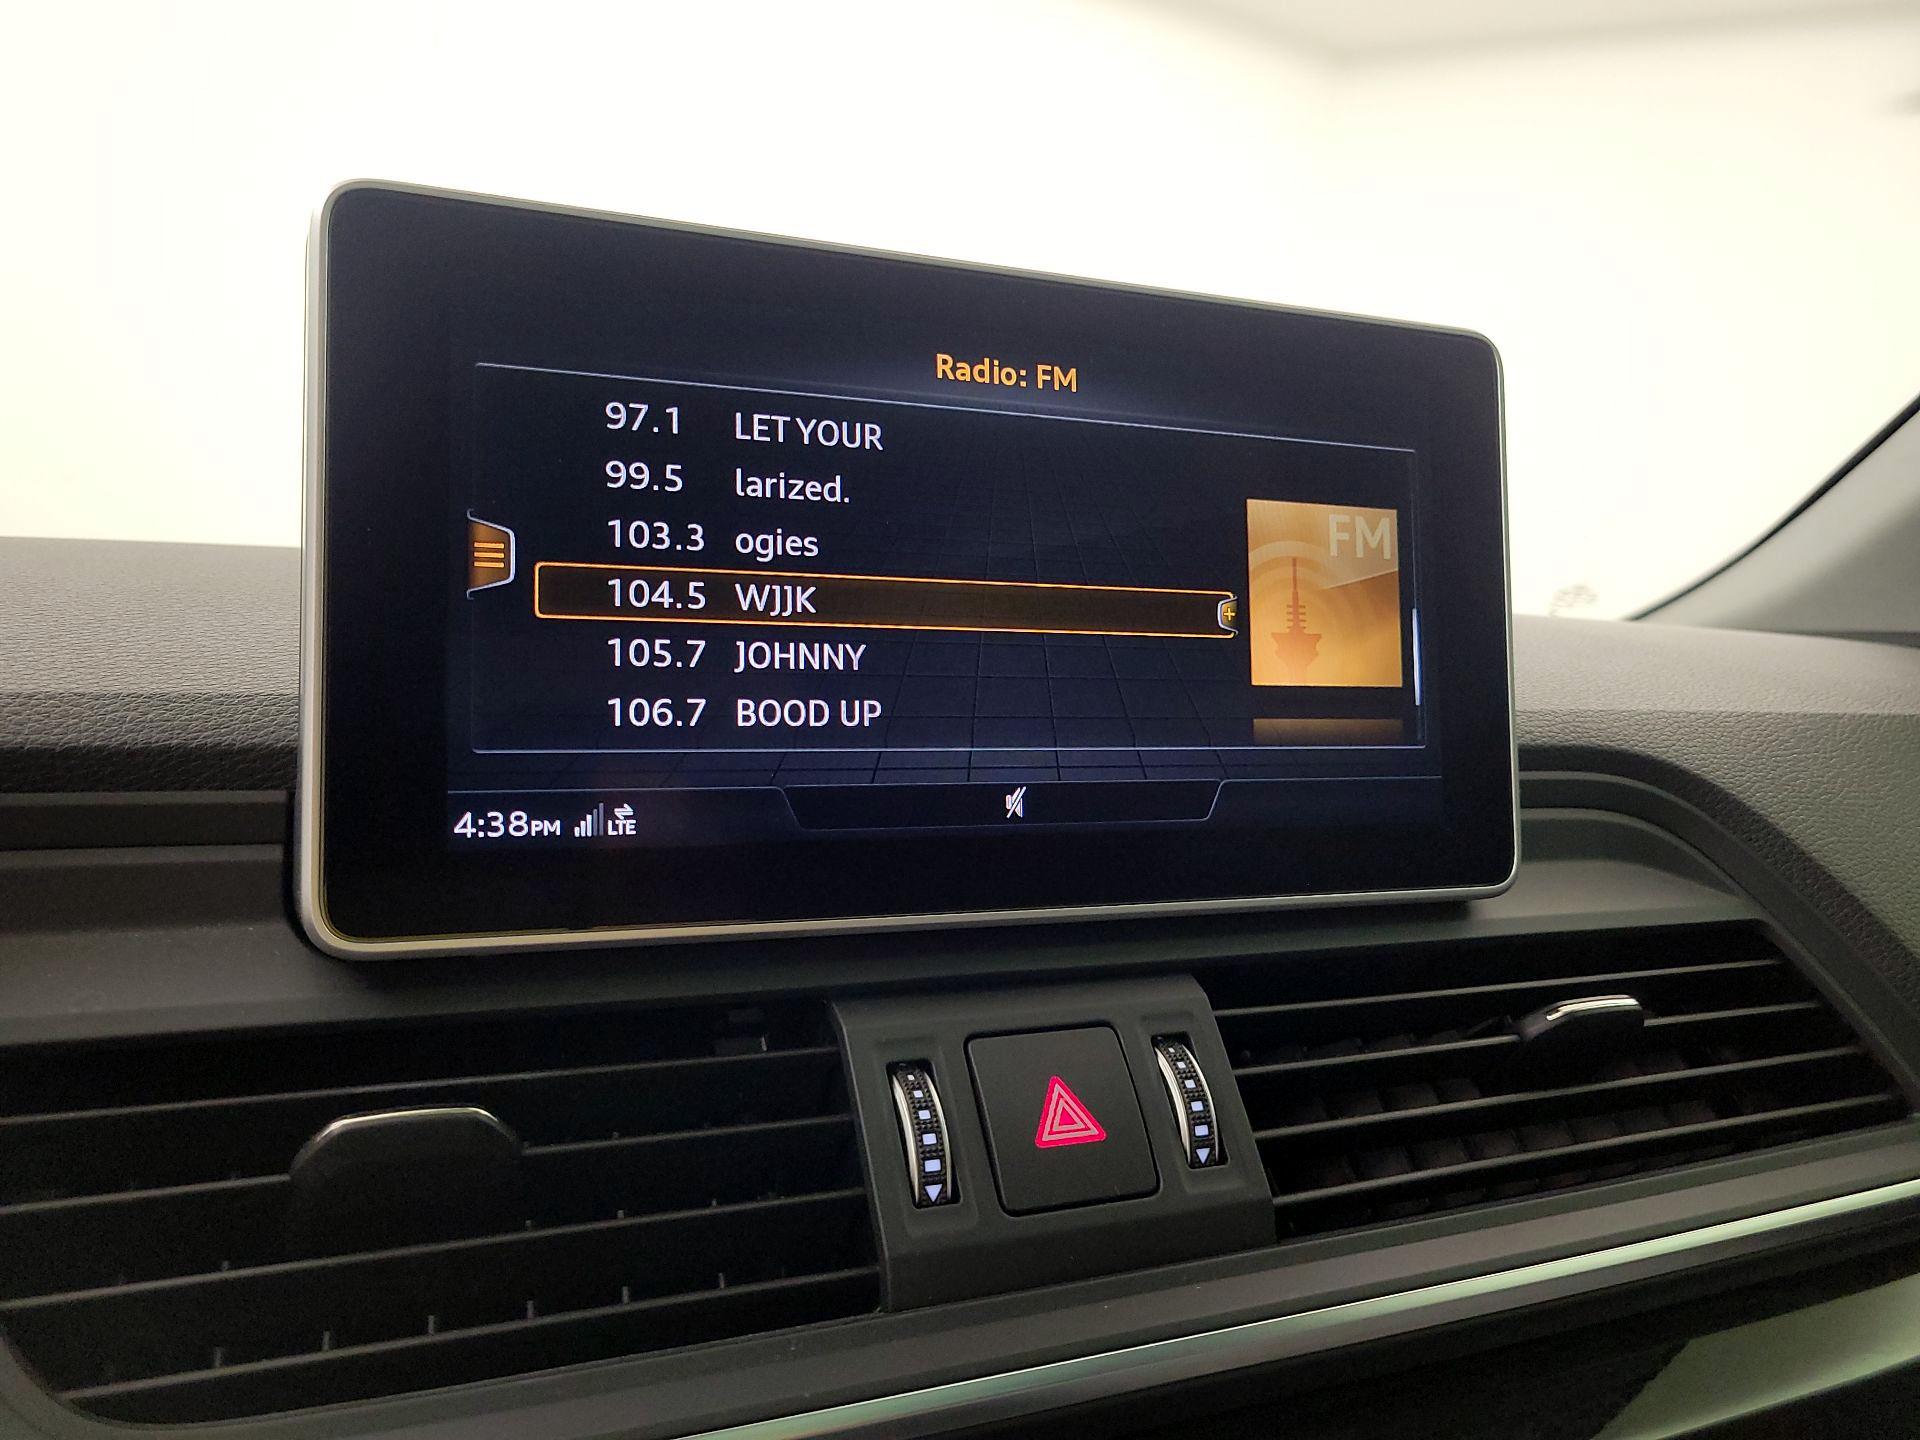 Radio: FM
97.1 LET YOUR
99.5 larized.
103.3 ogies
FM
104.5 WJJK
105.7 JOHNNY
106.7 BOOD UP
4:38PM LTE